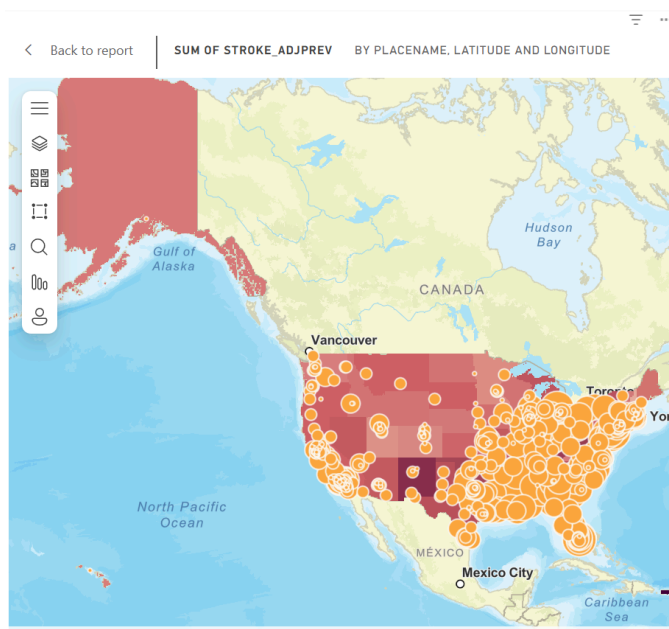 Back to report
SUM OF STROKE_ADJPREV BY PLACENAME, LATITUDE AND LONGITUDE
Hudson
Bay
a
Gulf of
Alaska
CANADA
Vancouver
Toronto
Yor
North Pacific
Ocean
MÉXICO
Mexico City
Caribbean
Sea